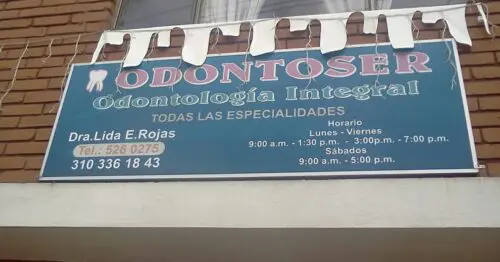 ODONTOSER
Odontología Integral
TODAS LAS ESPECIALIDADES
Dra.Lida E.Rojas
Tel.: 526 0275
310 336 18 43
Horario
Lunes - Viernes
9:00 a.m. - 1:30 p.m. - 3:00p.m. - 7:00 p.m.
Sábados
9:00 a.m. - 5:00 p.m.